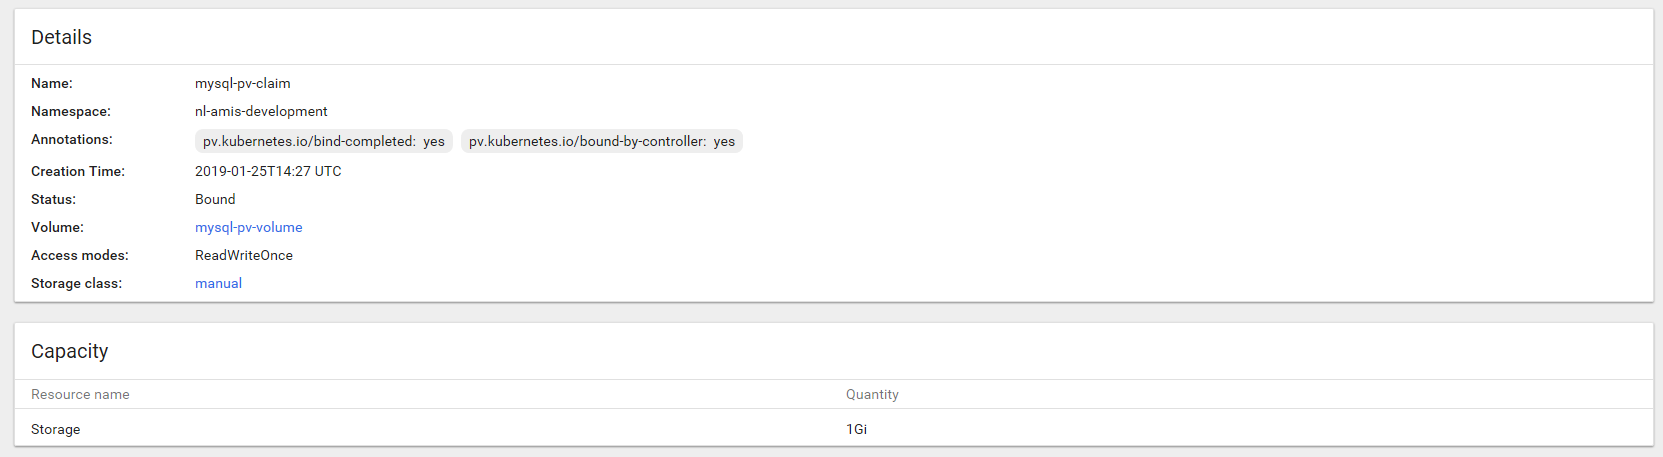 Details
Name: mysql-pv-claim
Namespace: nl-amis-development
Annotations: pv.kubernetes.io/bind-completed: yes pv.kubernetes.io/bound-by-controller: yes
Creation Time: 2019-01-25T14:27 UTC
Status: Bound
Volume: mysql-pv-volume
Access modes: ReadWriteOnce
Storage class: manual
Capacity
Resource name Quantity
Storage 1Gi